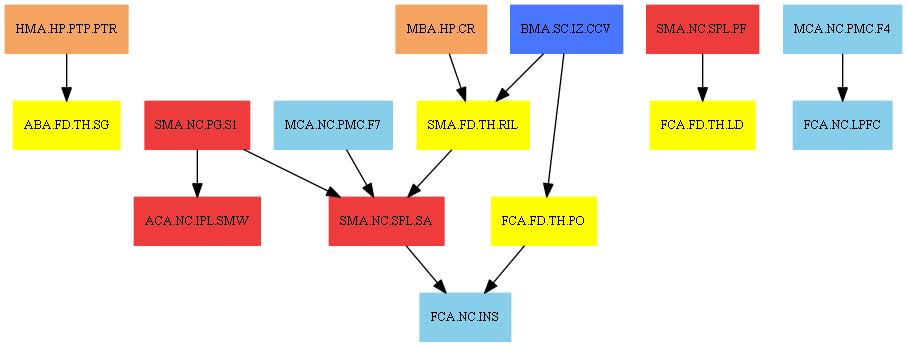 HMA.HP.PTP.PTR
MBA.HP.CR
BMA.SC.IZ.CCV
SMA.NC.SPL.PF
MCA.NC.PMC.F4
ABA.FD.TH.SG
SMA.NC.PG.S1
MCA.NC.PMC.F7
SMA.FD.TH.RIL
FCA.FD.TH.LD
FCA.NC.LPFC
ACA.NC.IPL.SMW
SMA.NC.SPL.SA
FCA.FD.TH.PO
FCA.NC.INS